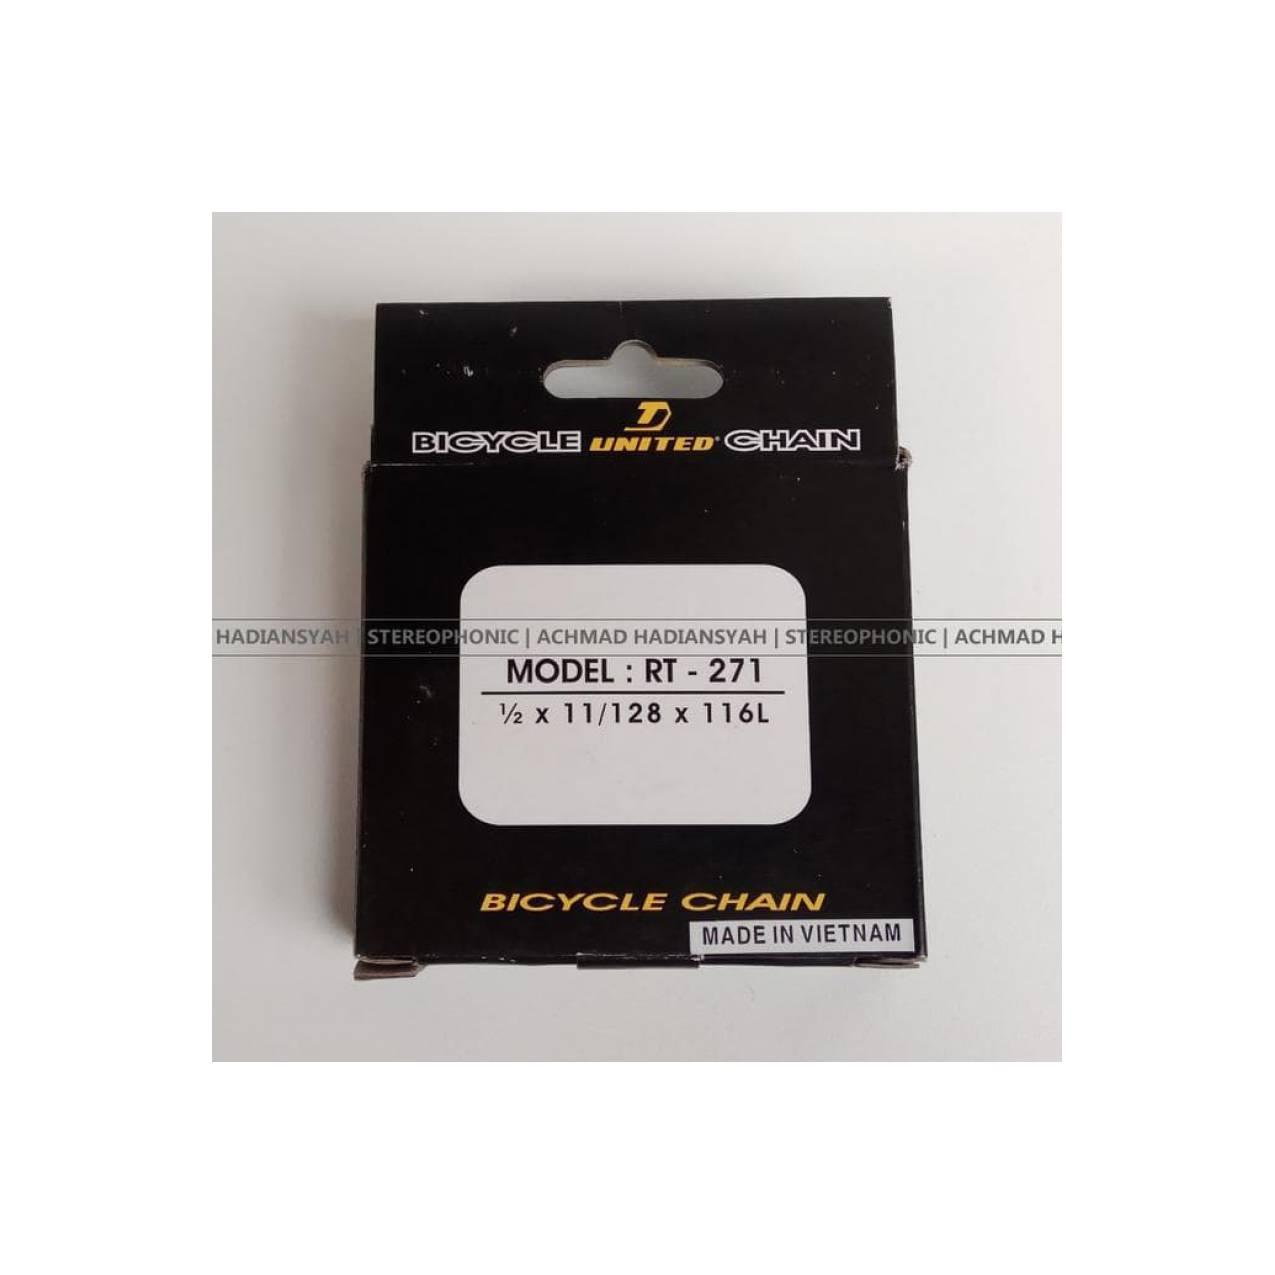 BICYCLE UNITED CHAIN
HADIANSYAH | STEREOPHONIC | ACHMAD HADIANSYAH | STEREOPHONIC | ACHMAD H
MODEL : RT - 271
½ x 11/128 x 116L
BICYCLE CHAIN
MADE IN VIETNAM